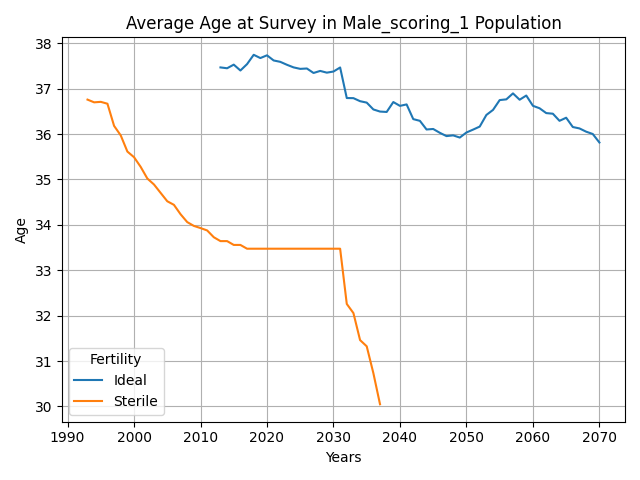 Average Age at Survey in Male_scoring_1 Population
38
37
36
35
34
33
32
31
30
Age
Fertility
Ideal
Sterile
1990 2000 2010 2020 2030 2040 2050 2060 2070
Years